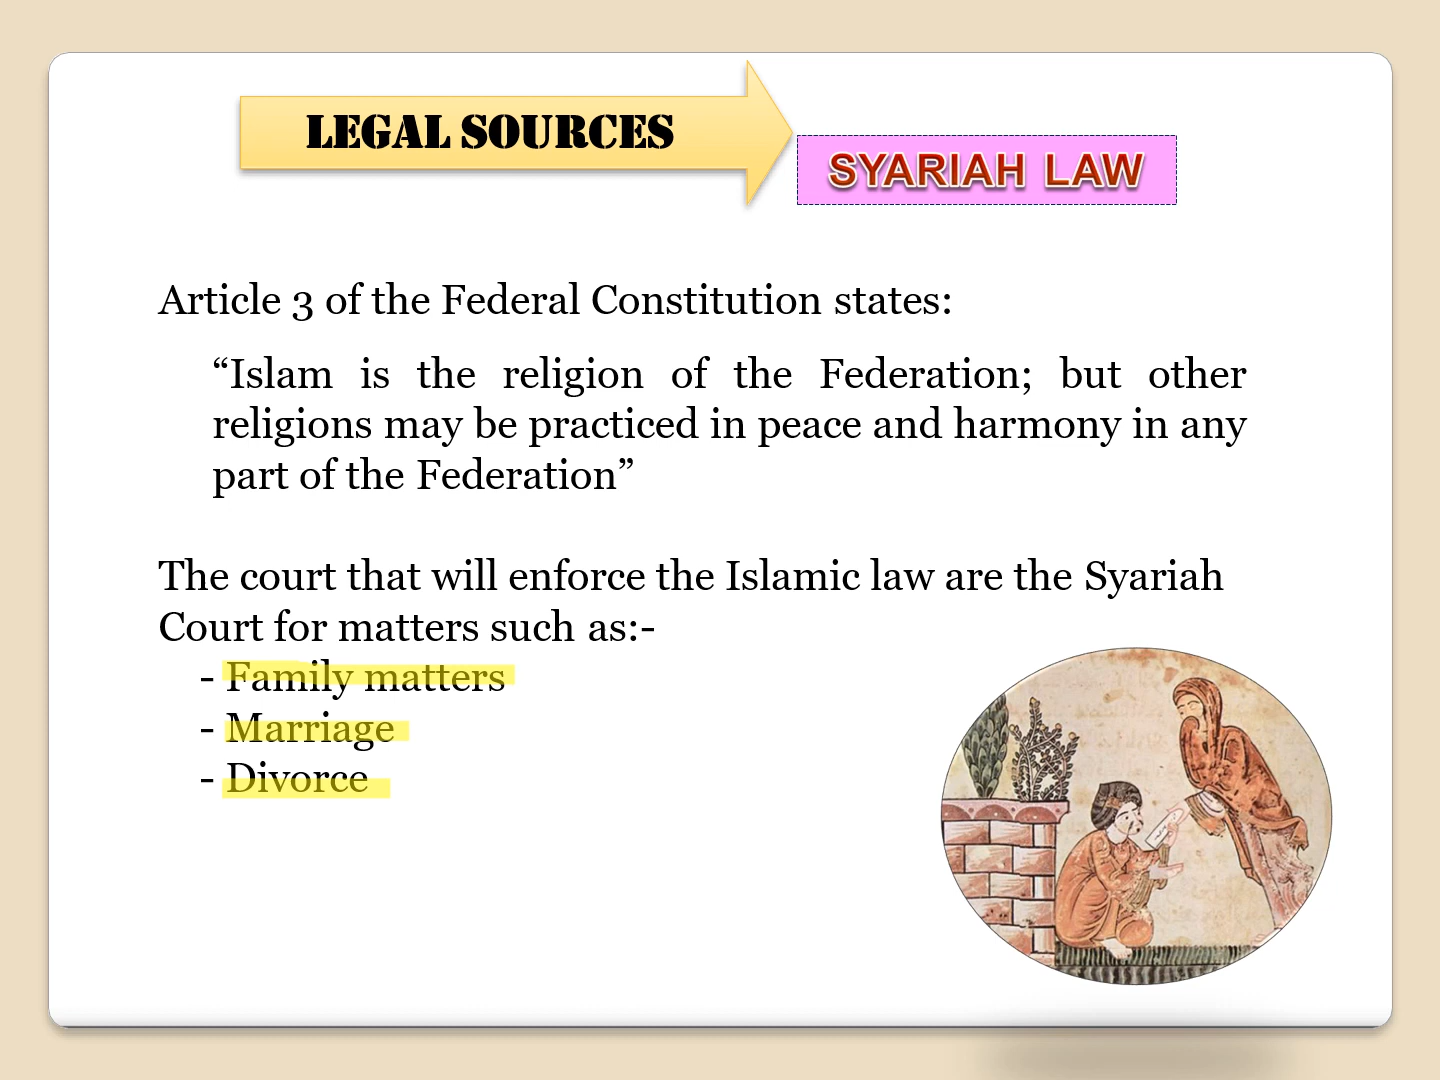 LEGAL SOURCES
SYARIAH LAW
Article 3 of the Federal Constitution states:
“Islam is the religion of the Federation; but other
religions may be practiced in peace and harmony in any
part of the Federation”
The court that will enforce the Islamic law are the Syariah
Court for matters such as:-
- Family matters
- Marriage
- Divorce